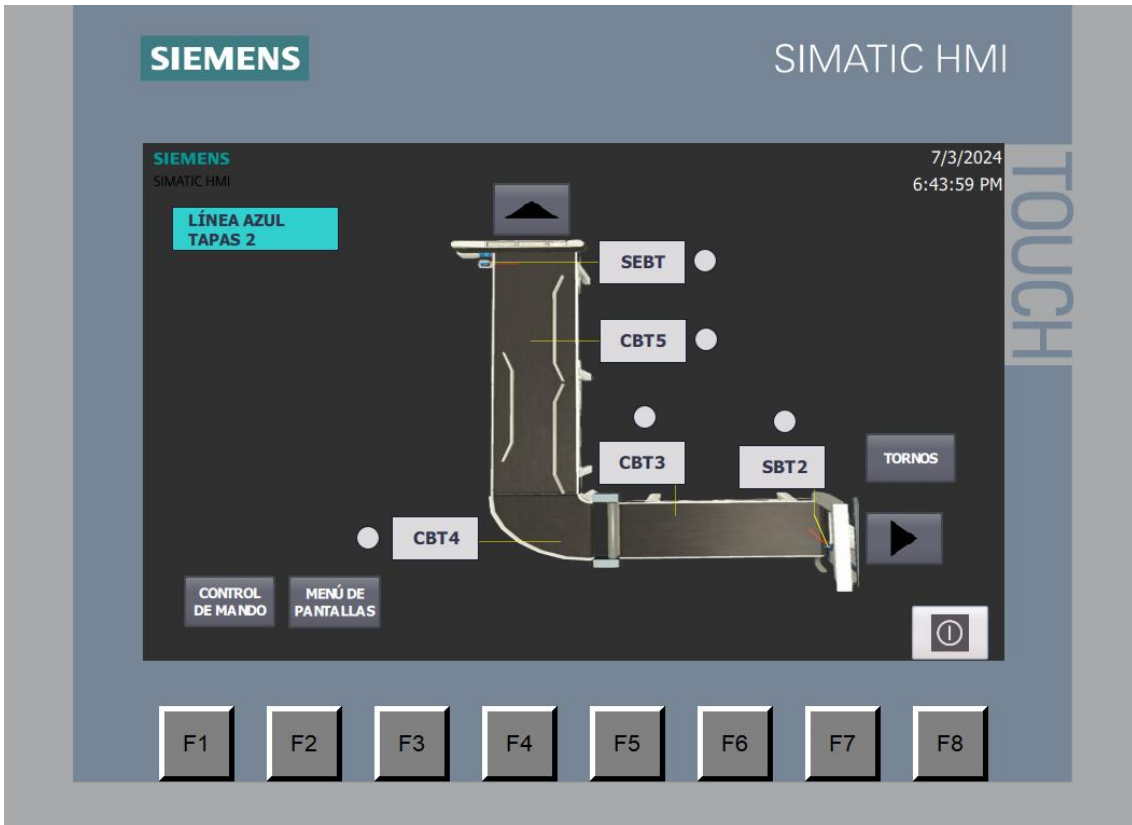 SIEMENS
SIMATIC HMI
TOUCH
SIEMENS
SIMATIC HMI
7/3/2024
6:43:59 PM
LÍNEA AZUL
TAPAS 2
SEBT
CBT5
CBT3
SBT2
TORNOS
CBT4
CONTROL
DE MANDO
MENÚ DE
PANTALLAS
F1
F2
F3
F4
F5
F6
F7
F8